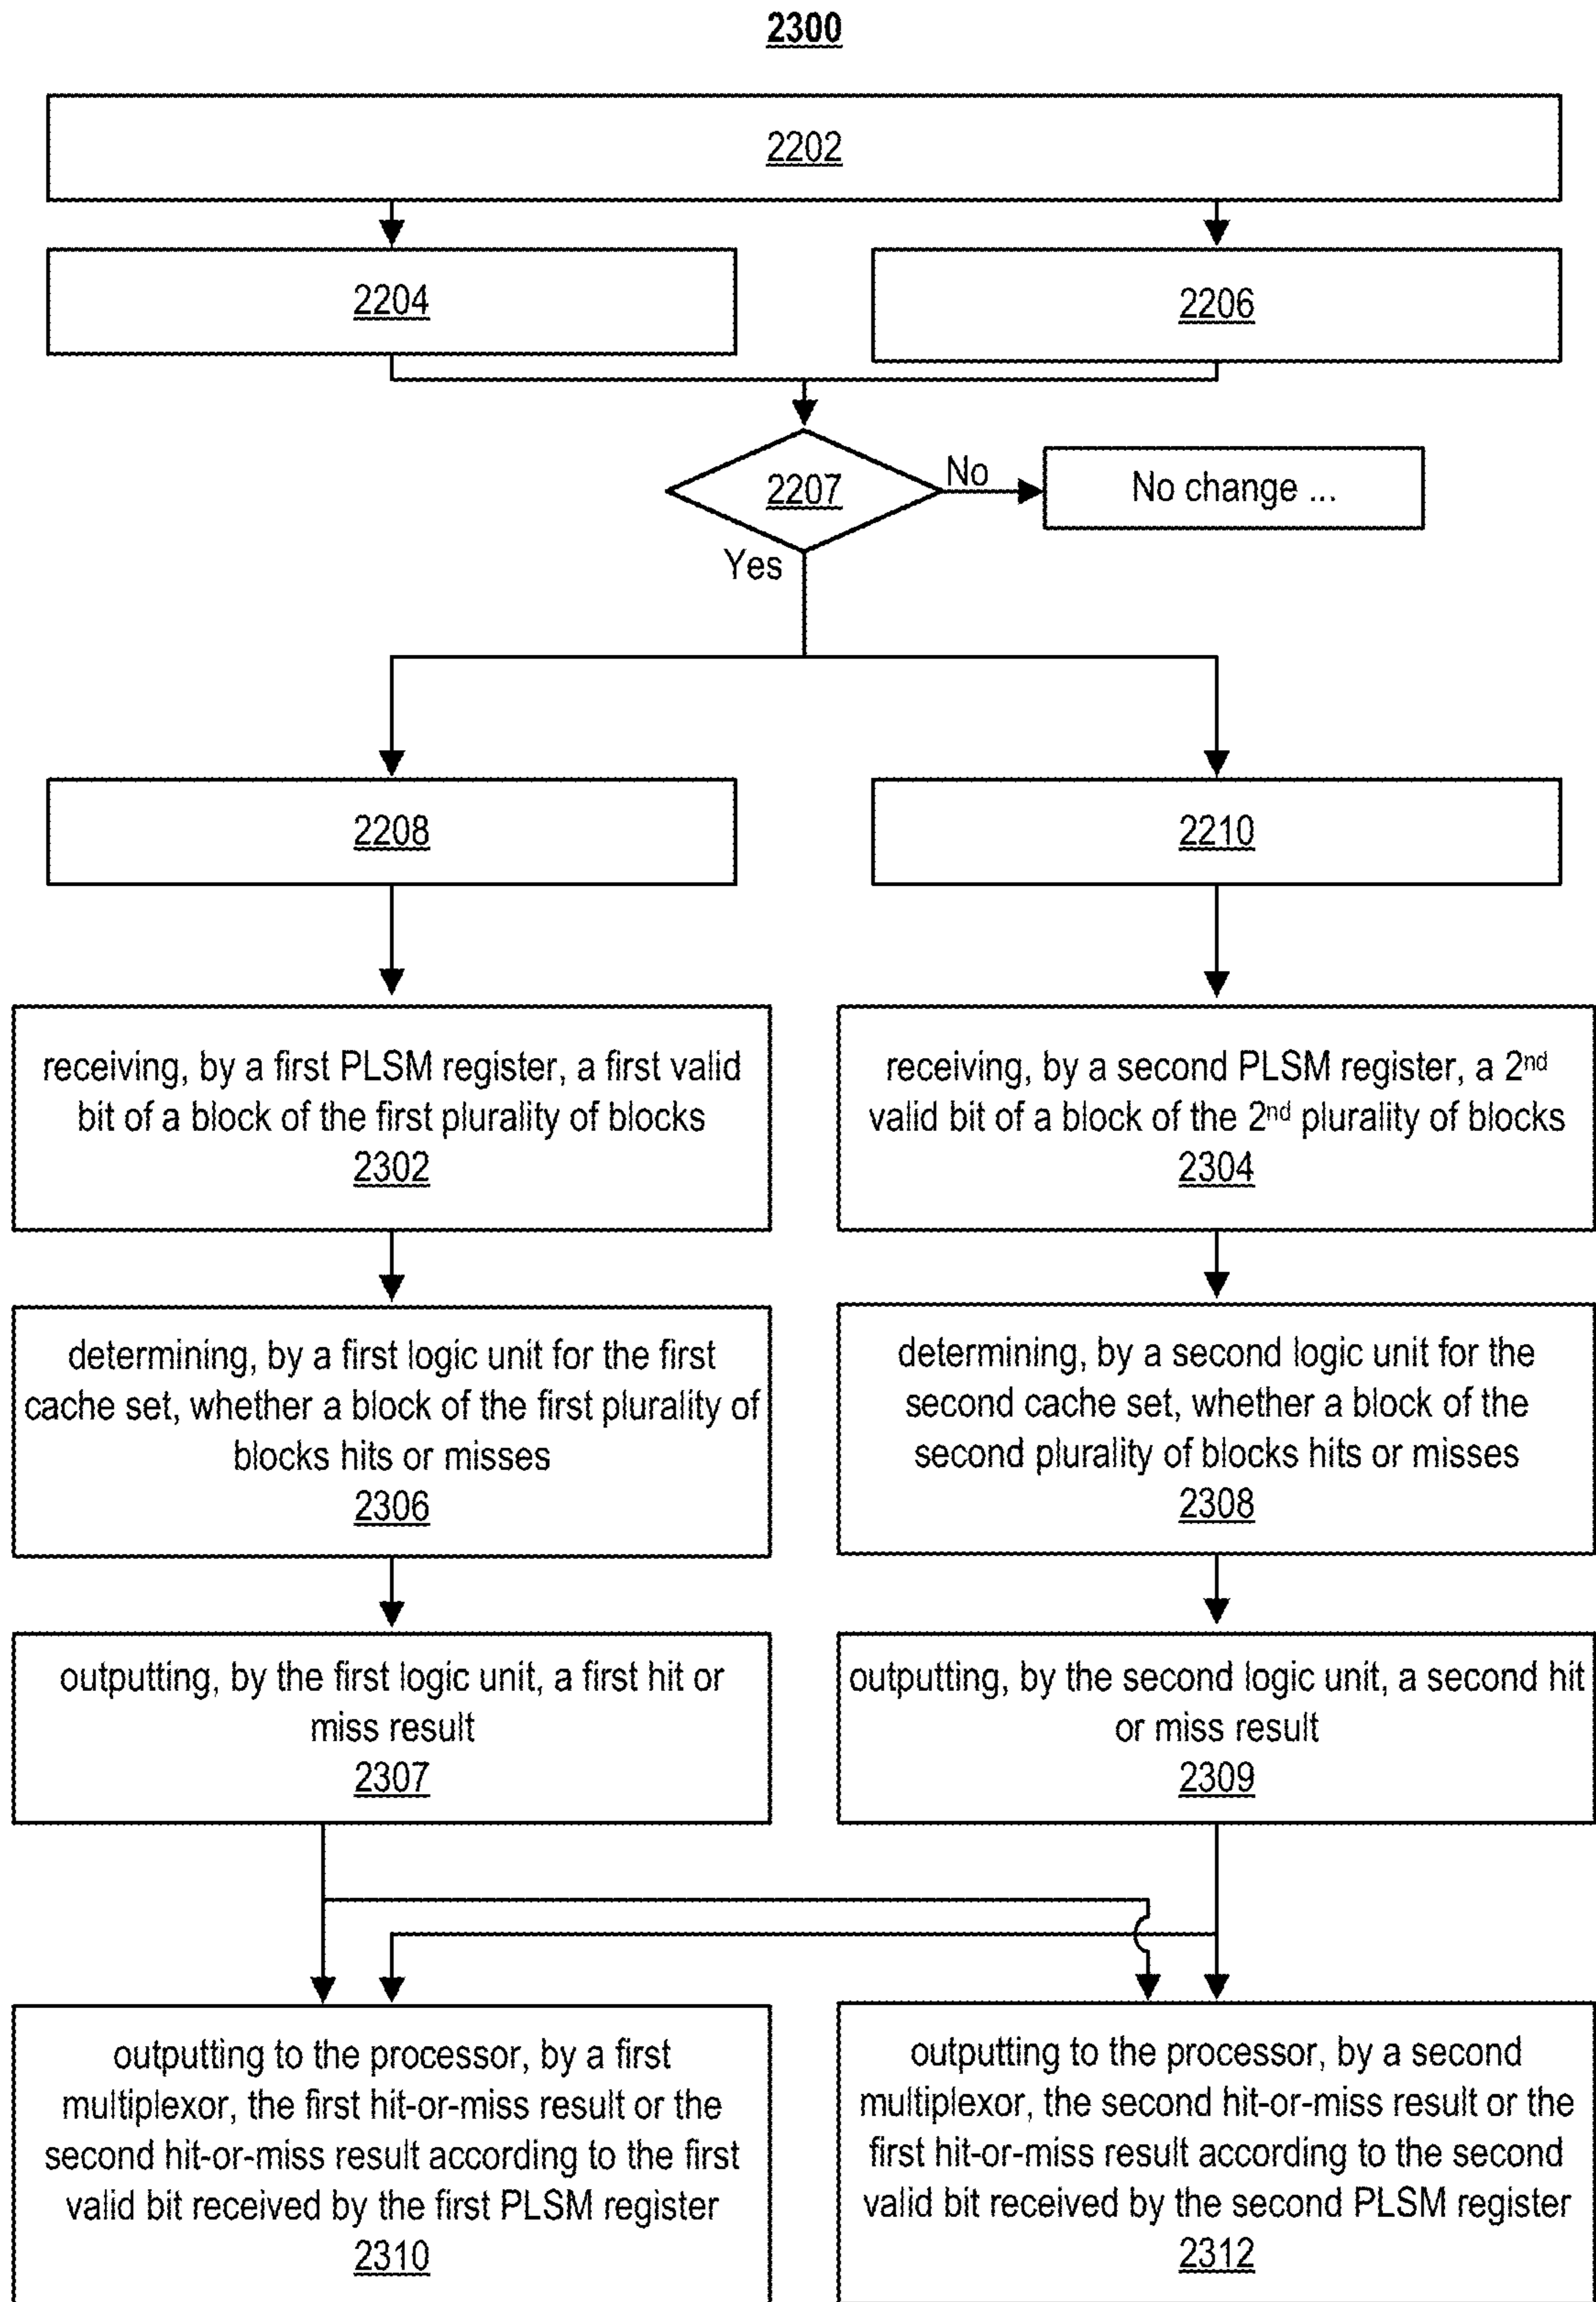 2300
2202
2204
2206
2207
No
No change ...
Yes
2208
2210
receiving, by a first PLSM register, a first valid
bit of a block of the first plurality of blocks
2302
receiving, by a second PLSM register, a 2nd
valid bit of a block of the 2nd plurality of blocks
2304
determining, by a first logic unit for the first
cache set, whether a block of the first plurality of
blocks hits or misses
2306
determining, by a second logic unit for the
second cache set, whether a block of the
second plurality of blocks hits or misses
2308
outputting, by the first logic unit, a first hit or
miss result
2307
outputting, by the second logic unit, a second hit
or miss result
2309
outputting to the processor, by a first
multiplexor, the first hit-or-miss result or the
second hit-or-miss result according to the first
valid bit received by the first PLSM register
2310
outputting to the processor, by a second
multiplexor, the second hit-or-miss result or the
first hit-or-miss result according to the second
valid bit received by the second PLSM register
2312